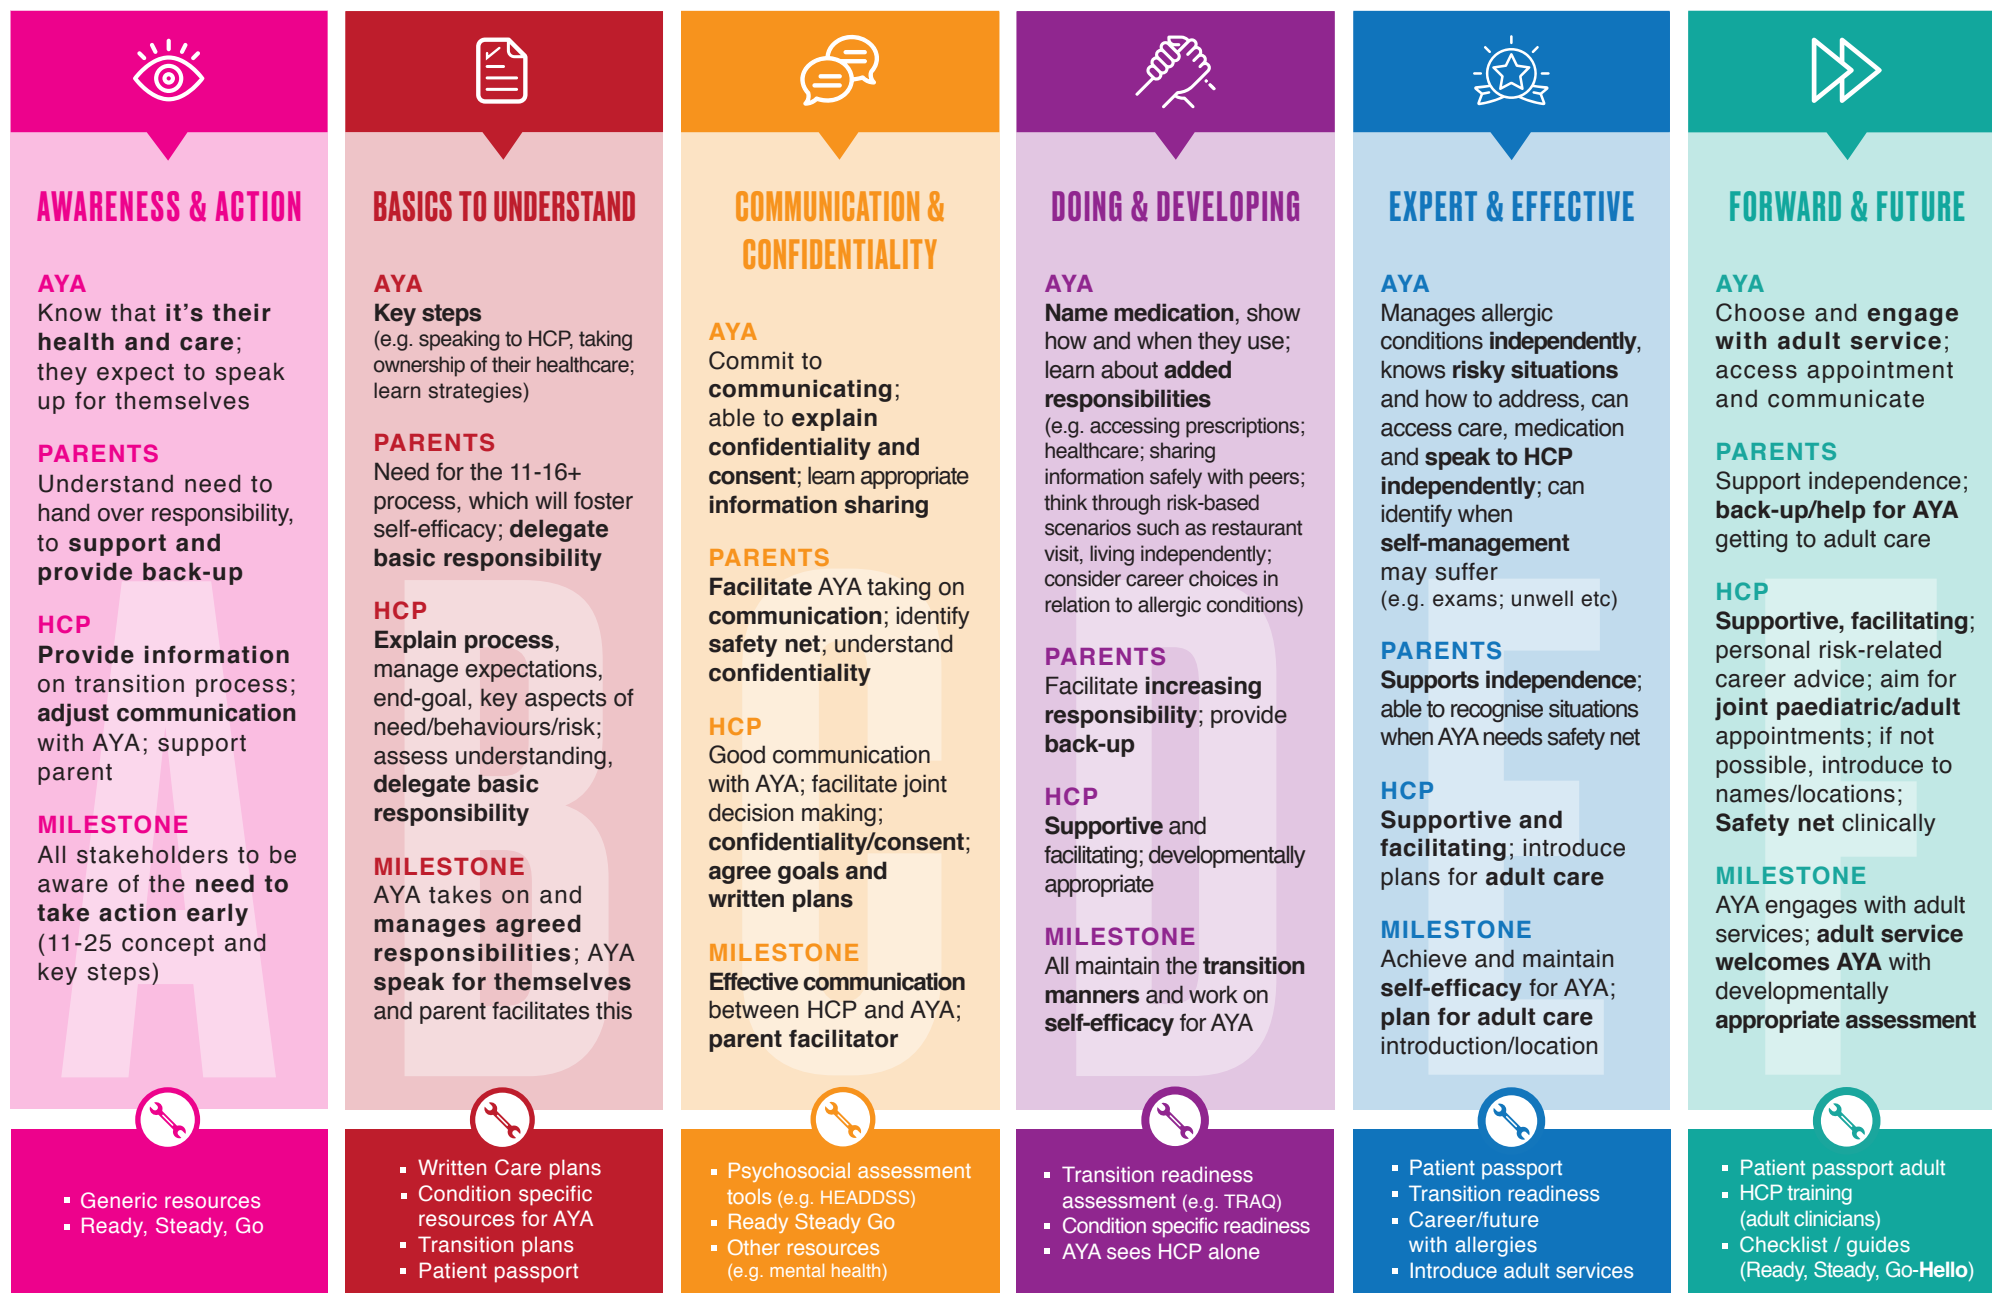 AWARENESS & ACTION
AYA
Know that it's their
health and care;
they expect to speak
up for themselves
PARENTS
Understand need to
hand over responsibility,
to support and
provide back-up
HCP
Provide information
on transition process;
adjust communication
with AYA; support
parent
MILESTONE
All stakeholders to be
aware of the need to
take action early
(11-25 concept and
key steps)
A
▪ Generic resources
▪ Ready, Steady, Go
BASICS TO UNDERSTAND
AYA
Key steps
(e.g. speaking to HCP, taking
ownership of their healthcare;
learn strategies)
PARENTS
Need for the 11-16+
process, which will foster
self-efficacy; delegate
basic responsibility
HCP
Explain process,
manage expectations,
end-goal, key aspects of
need/behaviours/risk;
assess understanding,
delegate basic
responsibility
MILESTONE
AYA takes on and
manages agreed
responsibilities; AYA
speak for themselves
and parent facilitates this
B
▪ Written Care plans
▪ Condition specific
resources for AYA
▪ Transition plans
▪ Patient passport
COMMUNICATION &
CONFIDENTIALITY
AYA
Commit to
communicating;
able to explain
confidentiality and
consent; learn appropriate
information sharing
PARENTS
Facilitate AYA taking on
communication; identify
safety net; understand
confidentiality
HCP
Good communication
with AYA; facilitate joint
decision making;
confidentiality/consent;
agree goals and
written plans
MILESTONE
Effective communication
between HCP and AYA;
parent facilitator
C
▪ Psychosocial assessment
tools (e.g. HEADDSS)
▪ Ready Steady Go
▪ Other resources
(e.g. mental health)
DOING & DEVELOPING
AYA
Name medication, show
how and when they use;
learn about added
responsibilities
(e.g. accessing prescriptions;
healthcare; sharing
information safely with peers;
think through risk-based
scenarios such as restaurant
visit, living independently;
consider career choices in
relation to allergic conditions)
PARENTS
Facilitate increasing
responsibility; provide
back-up
HCP
Supportive and
facilitating; developmentally
appropriate
MILESTONE
All maintain the transition
manners and work on
self-efficacy for AYA
D
▪ Transition readiness
assessment (e.g. TRAQ)
▪ Condition specific readiness
▪ AYA sees HCP alone
EXPERT & EFFECTIVE
AYA
Manages allergic
conditions independently,
knows risky situations
and how to address, can
access care, medication
and speak to HCP
independently; can
identify when
self-management
may suffer
(e.g. exams; unwell etc)
PARENTS
Supports independence;
able to recognise situations
when AYA needs safety net
HCP
Supportive and
facilitating; introduce
plans for adult care
MILESTONE
Achieve and maintain
self-efficacy for AYA;
plan for adult care
introduction/location
E
▪ Patient passport
▪ Transition readiness
▪ Career/future
with allergies
▪ Introduce adult services
FORWARD & FUTURE
AYA
Choose and engage
with adult service;
access appointment
and communicate
PARENTS
Support independence;
back-up/help for AYA
getting to adult care
HCP
Supportive, facilitating;
personal risk-related
career advice; aim for
joint paediatric/adult
appointments; if not
possible, introduce to
names/locations;
Safety net clinically
MILESTONE
AYA engages with adult
services; adult service
welcomes AYA with
developmentally
appropriate assessment
F
▪ Patient passport adult
▪ HCP training
(adult clinicians)
▪ Checklist / guides
(Ready, Steady, Go-Hello)